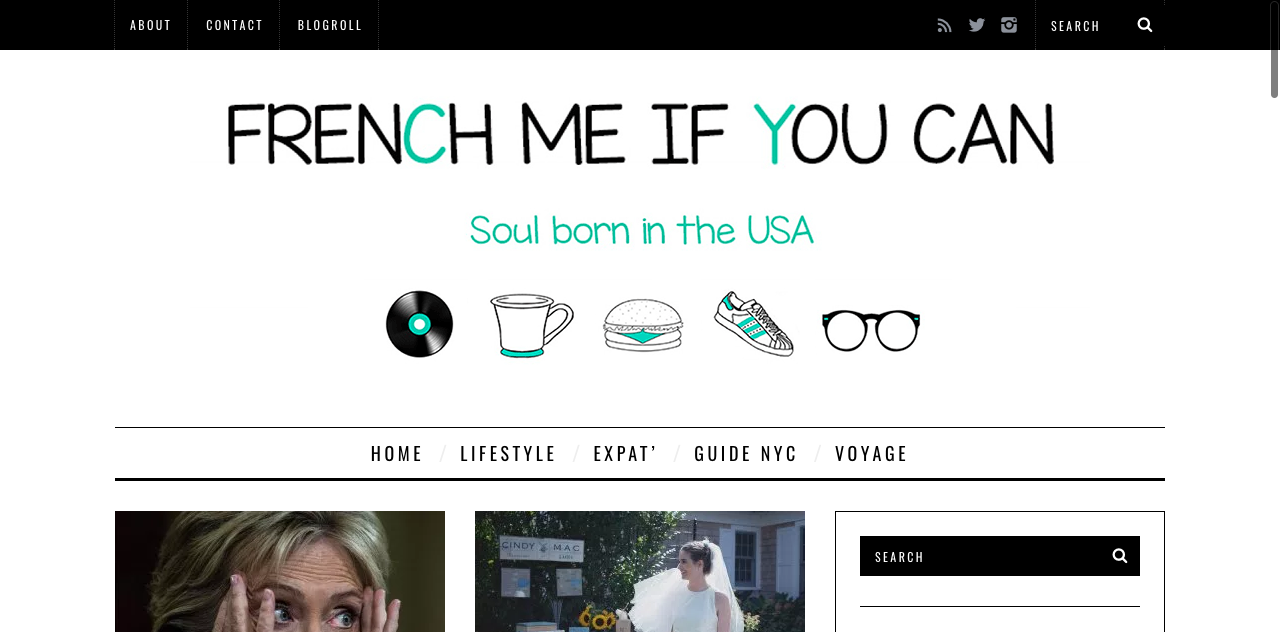 ABOUT CONTACT BLOGROLL SEARCH
FRENCH ME IF YOU CAN
Soul born in the USA
HOME / LIFESTYLE / EXPAT' / GUIDE NYC / VOYAGE
CINDY MAC
SEARCH